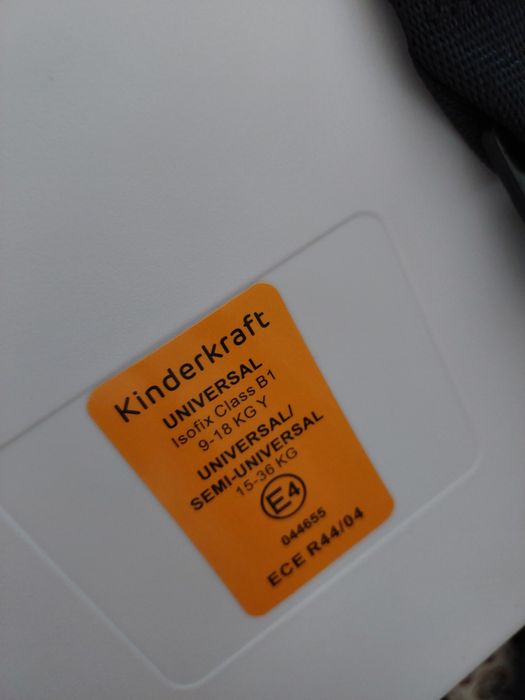 Kinderkraft
UNIVERSAL
Isofix Class B1
9-18 KG Y
UNIVERSAL/
SEMI-UNIVERSAL
15-36 KG
E4
044655
ECE R44/04